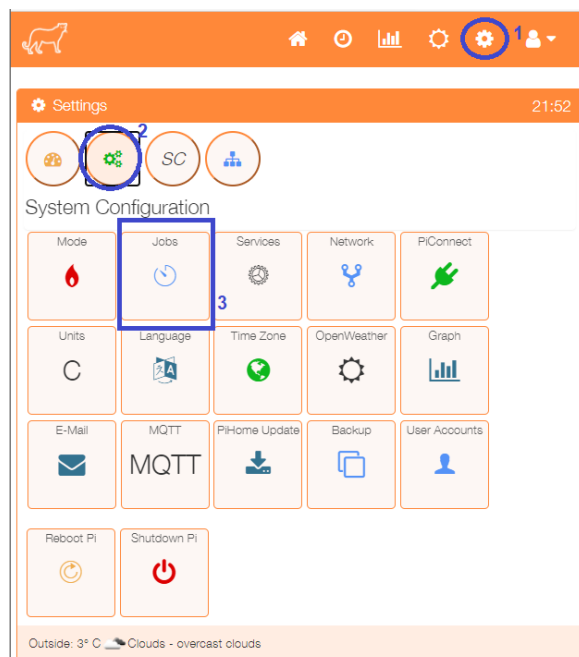 1
Settings 21:52
2
SC
System Configuration
Mode Jobs Services Network PiConnect
3
Units Language Time Zone OpenWeather Graph
C
E-Mail MQTT PiHome Update Backup User Accounts
MQTT
Reboot Pi Shutdown Pi
Outside: 3° C Clouds - overcast clouds